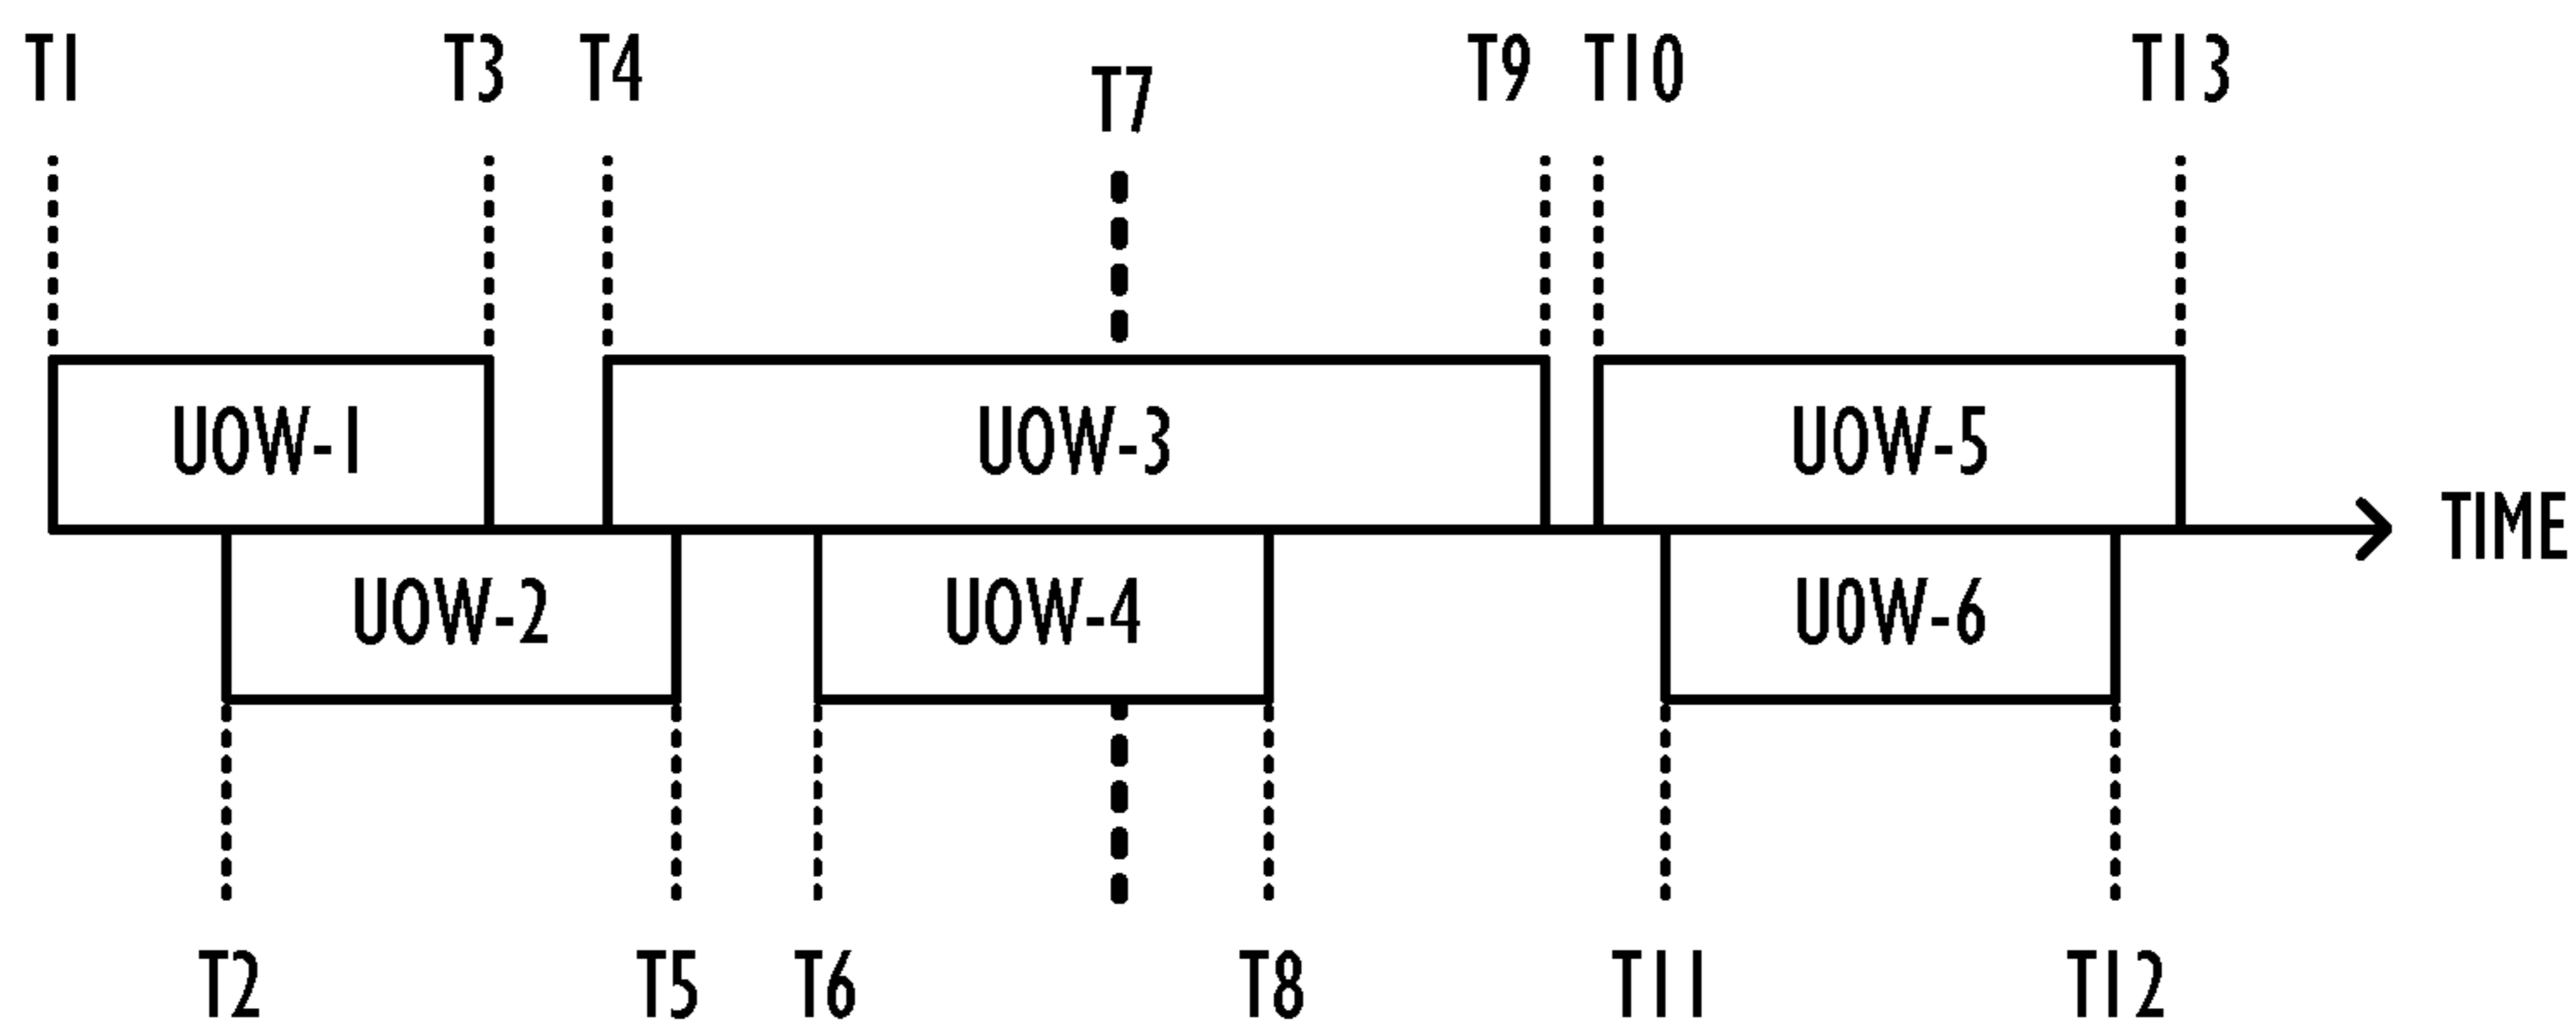 T1 T3 T4 T7 T9 T10 T13
UOW-1 UOW-3 UOW-5
TIME
UOW-2 UOW-4 UOW-6
T2 T5 T6 T8 T11 T12